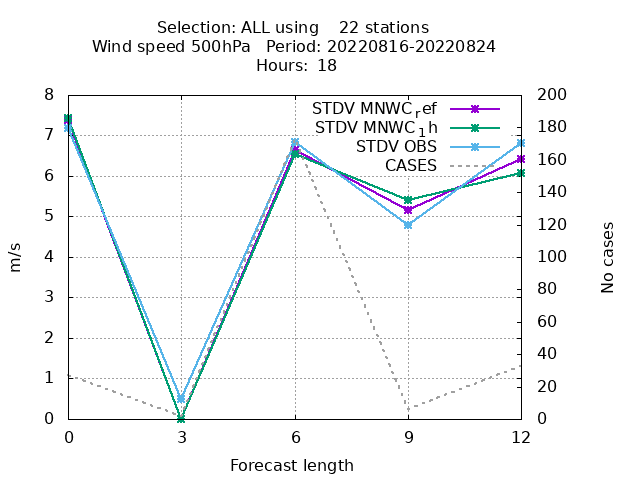 Selection: ALL using    22 stations
Wind speed 500hPa   Period: 20220816-20220824
Hours: 18
8
7
6
5
4
3
2
1
0
m/s
STDV MNWC_ref
STDV MNWC_1h
STDV OBS
CASES
200
180
160
140
120
100
80
60
40
20
0
No cases
0 3 6 9 12
Forecast length